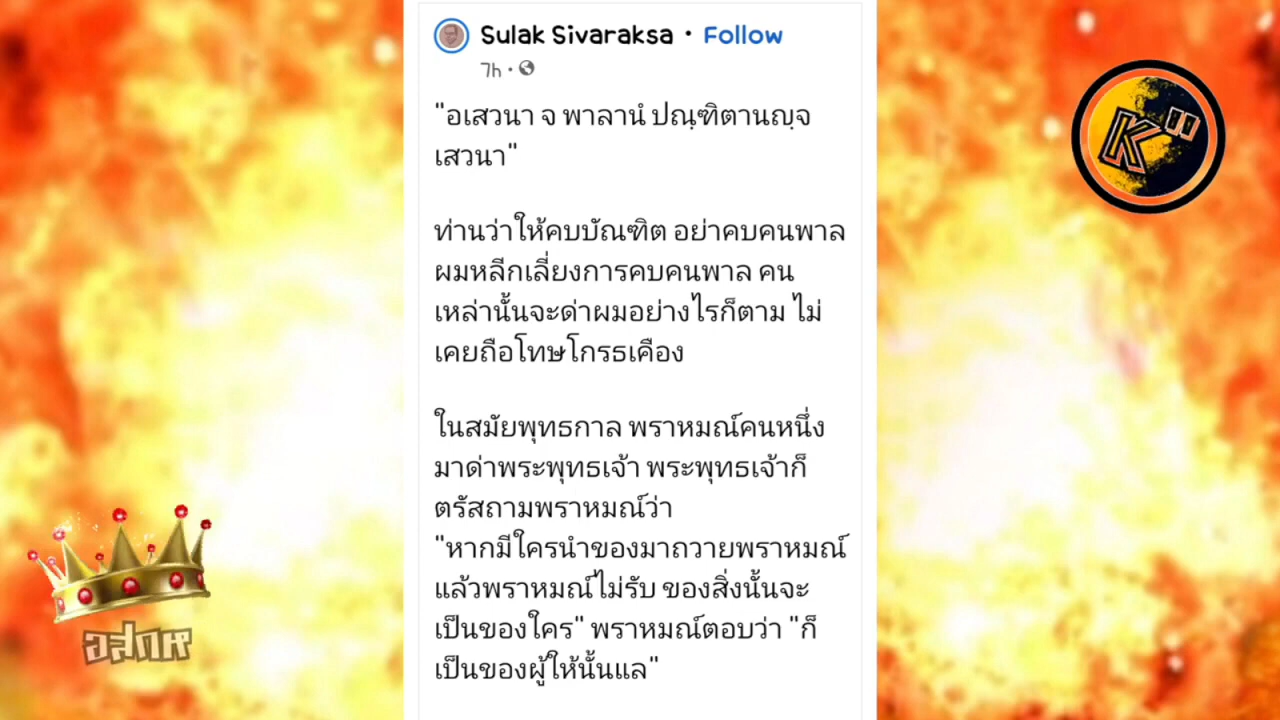 Sulak Sivaraksa • Follow
7h •
"อเสวนา จ พาลานํ ปณฺฑิตานญฺจ
เสวนา"
ท่านว่าให้คบบัณฑิต อย่าคบคนพาล
ผมหลีกเลี่ยงการคบคนพาล คน
เหล่านั้นจะด่าผมอย่างไรก็ตาม ไม่
เคยถือโทษโกรธเคือง
ในสมัยพุทธกาล พราหมณ์คนหนึ่ง
มาด่าพระพุทธเจ้า พระพุทธเจ้าก็
ตรัสถามพราหมณ์ว่า
"หากมีใครนำของมาถวายพราหมณ์
แล้วพราหมณ์ไม่รับ ของสิ่งนั้นจะ
เป็นของใคร" พราหมณ์ตอบว่า "ก็
เป็นของผู้ให้นั้นแล"
K"